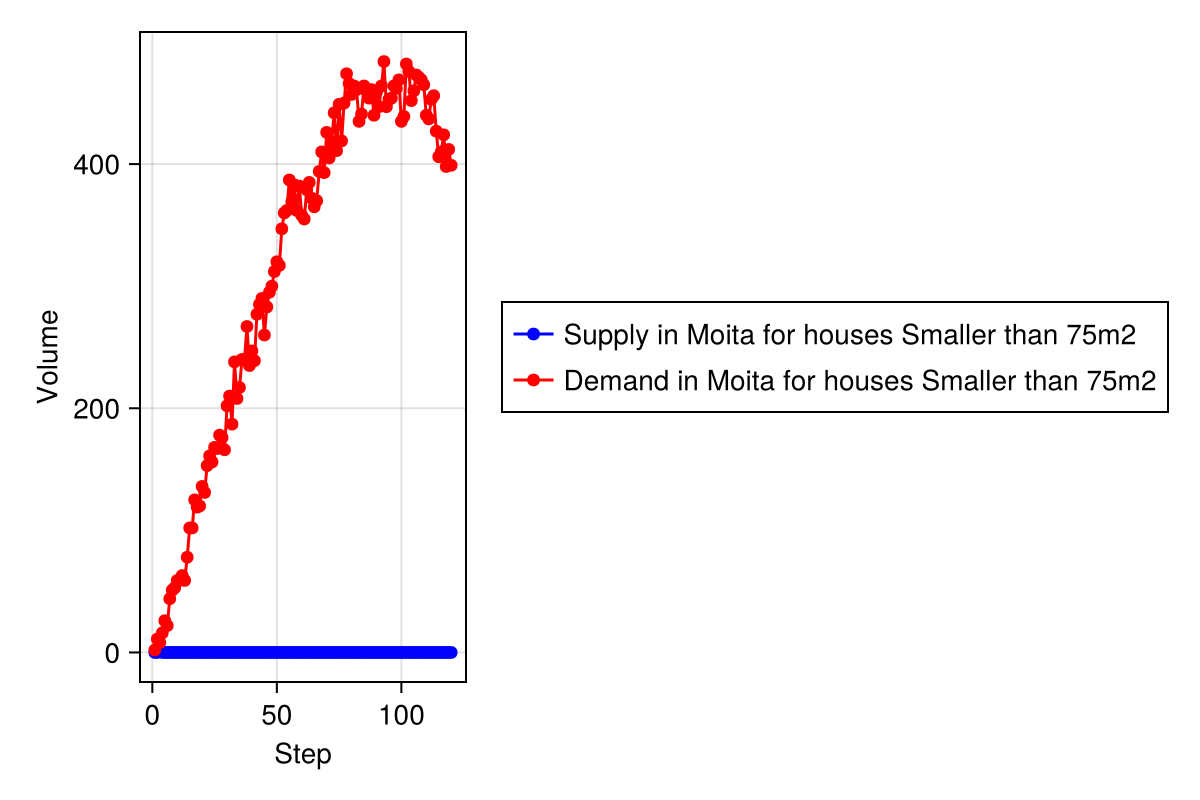 Volume
400
200
0
0 50 100
Step
Supply in Moita for houses Smaller than 75m2
Demand in Moita for houses Smaller than 75m2